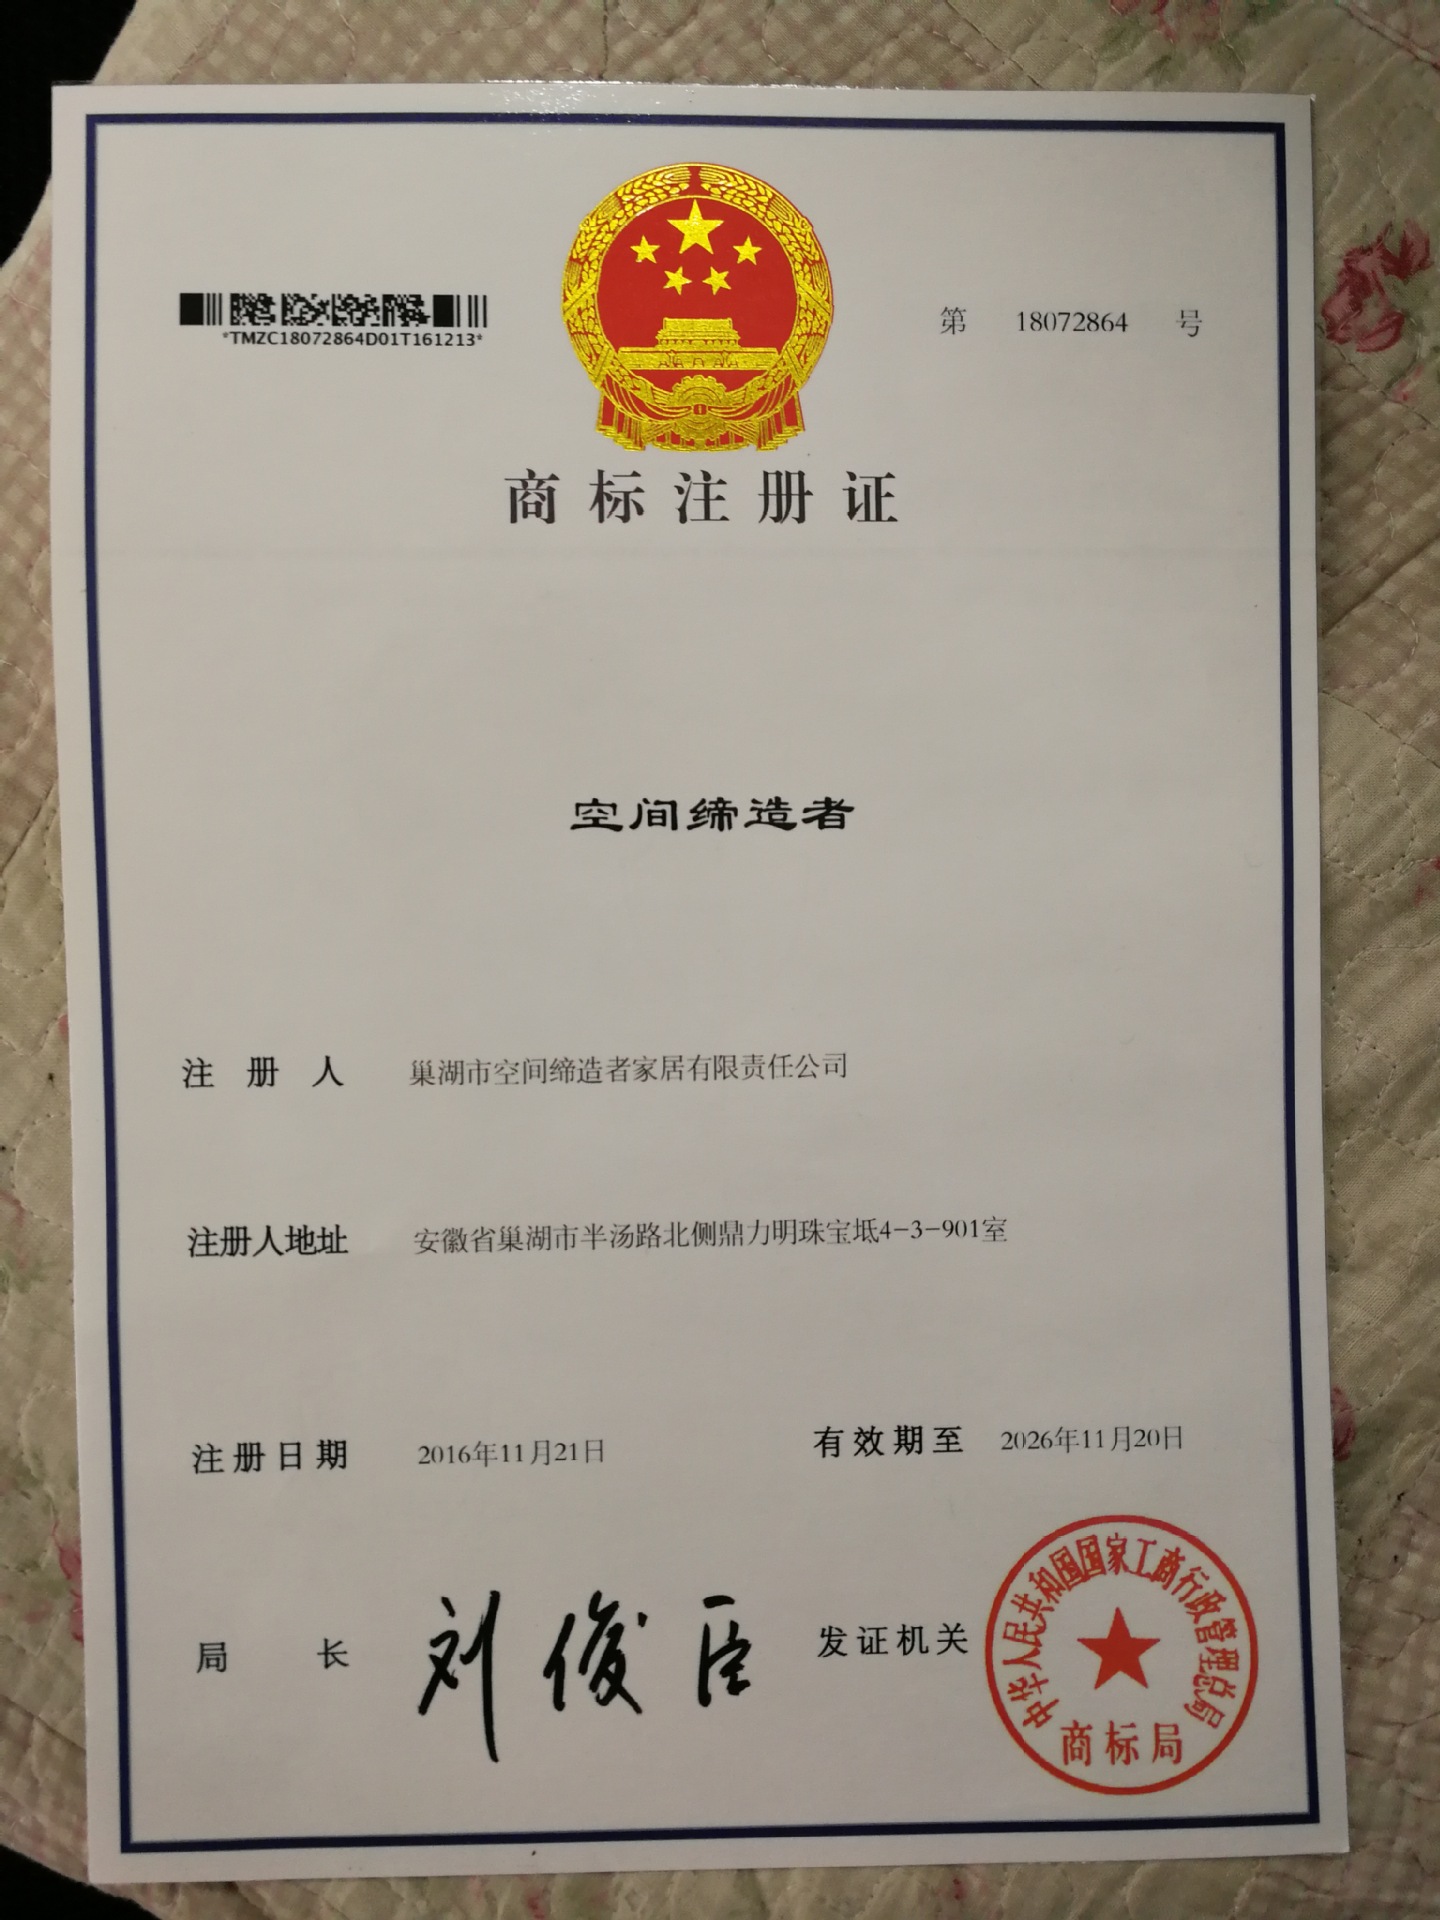 *TMZC18072864D01T161213*
第 18072864 号
商标注册证
空间缔造者
注册人 巢湖市空间缔造者家居有限责任公司
注册人地址 安徽省巢湖市半汤路北侧鼎力明珠宝坻4-3-901室
注册日期 2016年11月21日 有效期至 2026年11月20日
局长 刘俊臣 发证机关
中华人民共和国国家工商行政管理总局
商标局